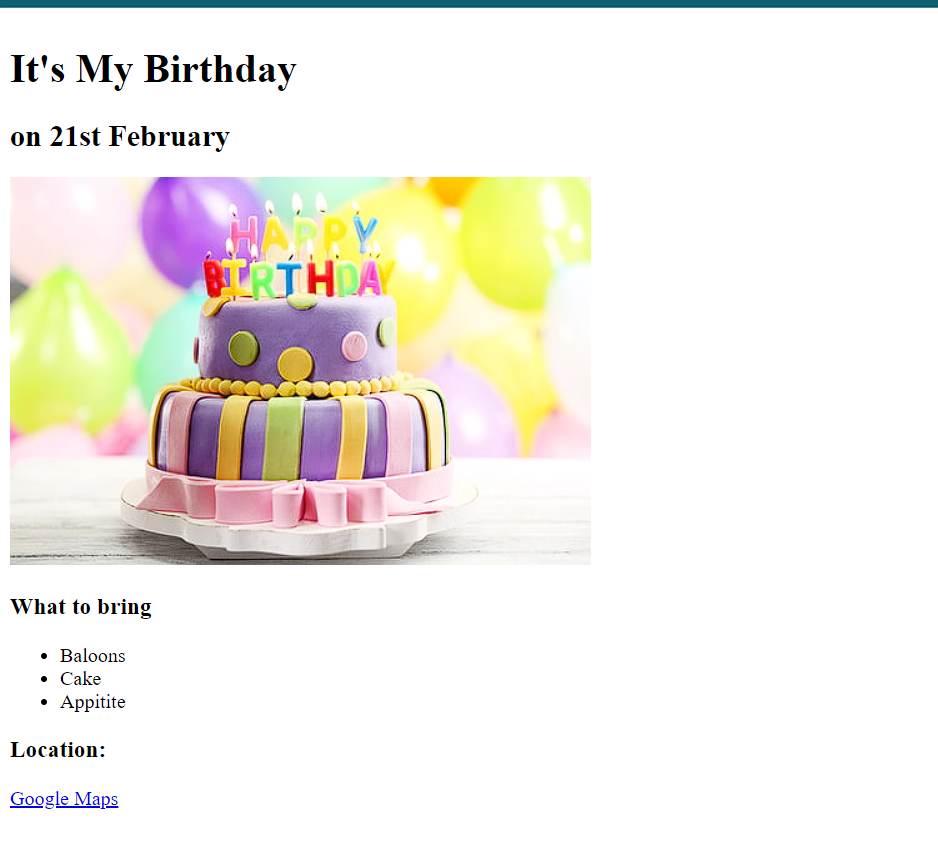 It's My Birthday
on 21st February
HAPPY
BIRTHDAY
What to bring
Baloons
Cake
Appitite
Location:
Google Maps